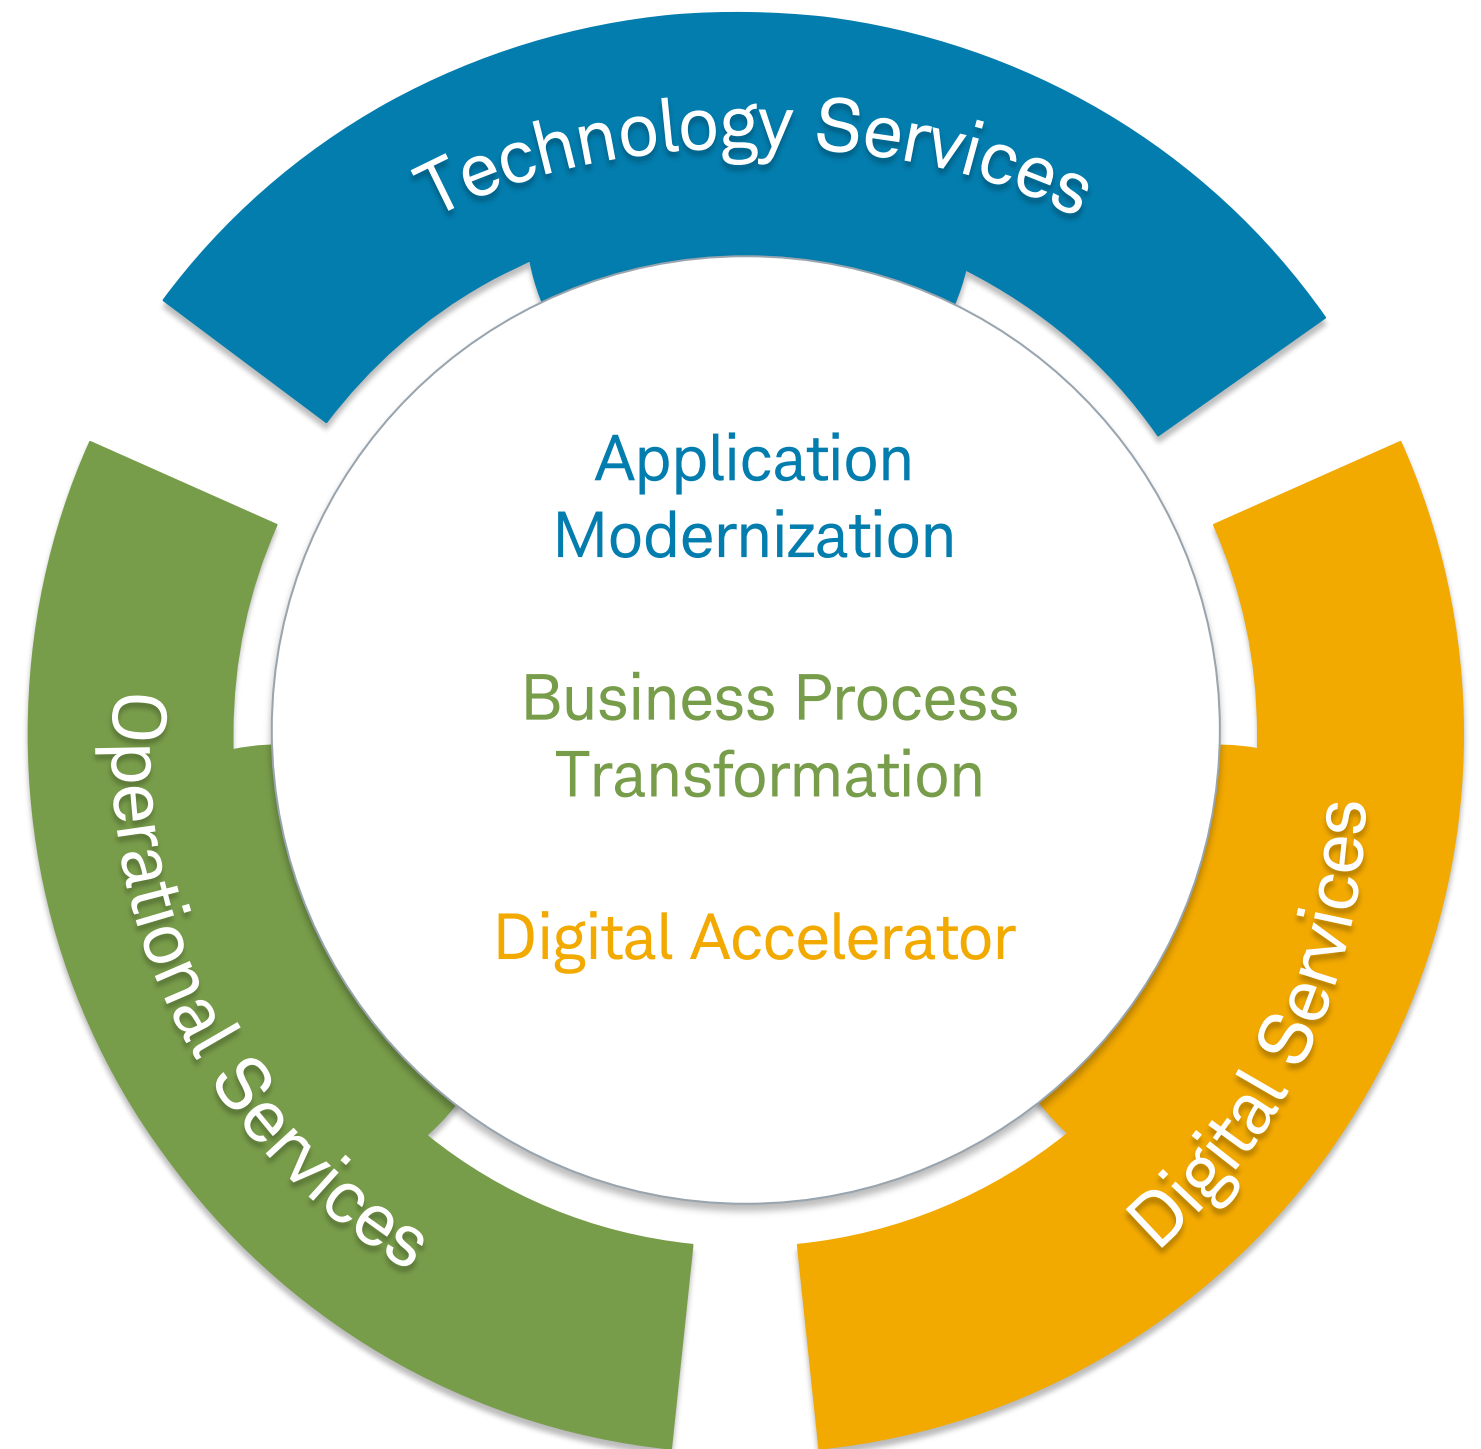 Technology Services
Application
Modernization
Business Process
Transformation
Digital Accelerator
Operational Services
Digital Services